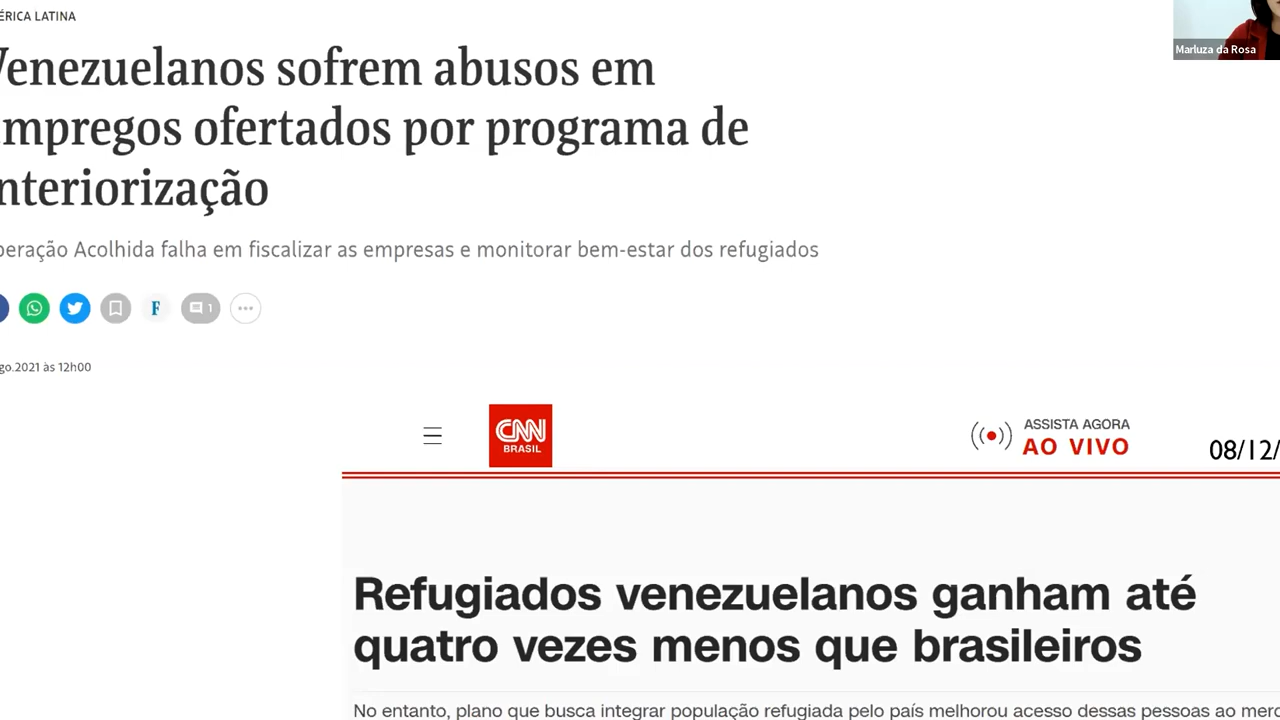 ÉRICA LATINA
Marluza da Rosa
Venezuelanos sofrem abusos em
mpregos ofertados por programa de
nteriorização
peração Acolhida falha em fiscalizar as empresas e monitorar bem-estar dos refugiados
F
1
go.2021 às 12h00
CNN
BRASIL
ASSISTA AGORA
AO VIVO
08/12/
Refugiados venezuelanos ganham até
quatro vezes menos que brasileiros
No entanto, plano que busca integrar população refugiada pelo país melhorou acesso dessas pessoas ao merc